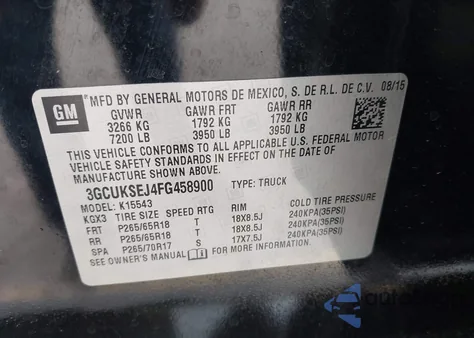 GM
MFD BY GENERAL MOTORS DE MEXICO, S. DE R.L. DE C.V. 08/15
GVWR GAWR FRT GAWR RR
3266 KG 1792 KG 1792 KG
7200 LB 3950 LB 3950 LB
THIS VEHICLE CONFORMS TO ALL APPLICABLE U.S. FEDERAL MOTOR
VEHICLE SAFETY STANDARDS IN EFFECT ON THE DATE OF
MANUFACTURE SHOWN ABOVE.
3GCUKSEJ4FG458900 TYPE: TRUCK
MODEL: K15543
KGX3 TIRE SIZE SPEED RTG RIM COLD TIRE PRESSURE
FRT P265/65R18 T 18X8.5J 240KPA(35PSI)
RR P265/65R18 T 18X8.5J 240KPA(35PSI)
SPA P265/70R17 S 17X7.5J 240KPA(35PSI)
SEE OWNER'S MANUAL FOR ADDITIONAL INFORMATION.